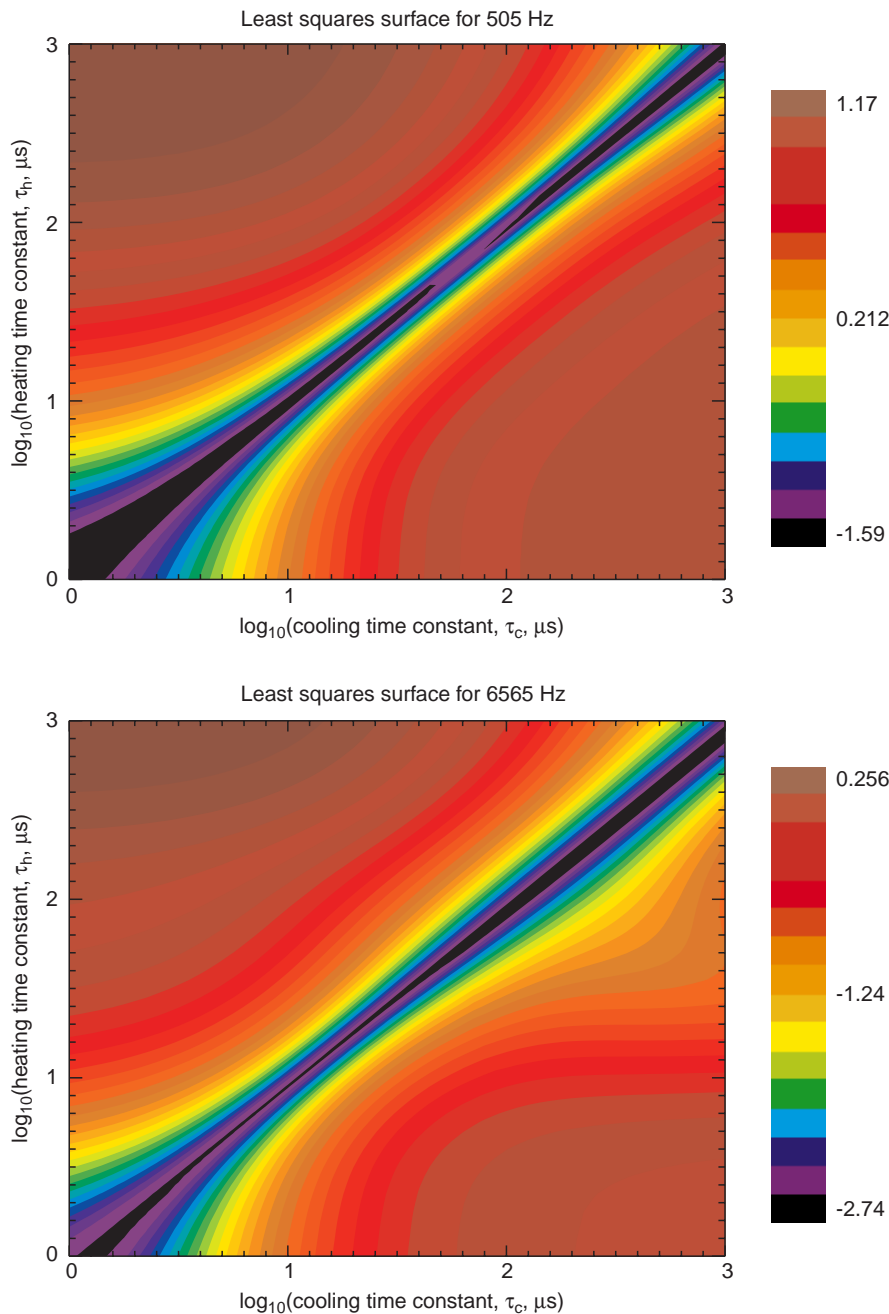 Least squares surface for 505 Hz
3
2
1
0
log10(heating time constant, τh, μs)
0 1 2 3
log10(cooling time constant, τc, μs)
1.17
0.212
-1.59
Least squares surface for 6565 Hz
3
2
1
0
log10(heating time constant, τh, μs)
0 1 2 3
log10(cooling time constant, τc, μs)
0.256
-1.24
-2.74